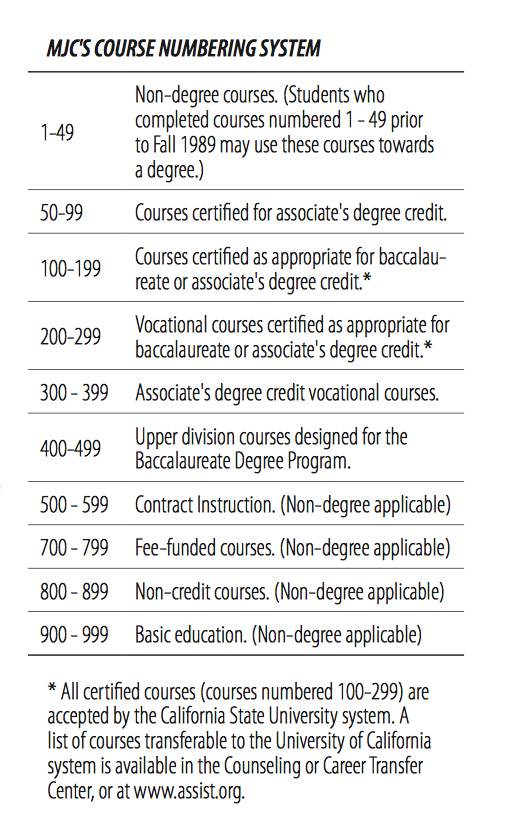 MJC'S COURSE NUMBERING SYSTEM
1-49 Non-degree courses. (Students who
completed courses numbered 1 - 49 prior
to Fall 1989 may use these courses towards
a degree.)
50-99 Courses certified for associate's degree credit.
100-199 Courses certified as appropriate for baccalau-
reate or associate's degree credit.*
200-299 Vocational courses certified as appropriate for
baccalaureate or associate's degree credit.*
300 - 399 Associate's degree credit vocational courses.
400-499 Upper division courses designed for the
Baccalaureate Degree Program.
500 - 599 Contract Instruction. (Non-degree applicable)
700 - 799 Fee-funded courses. (Non-degree applicable)
800 - 899 Non-credit courses. (Non-degree applicable)
900 - 999 Basic education. (Non-degree applicable)
* All certified courses (courses numbered 100-299) are
accepted by the California State University system. A
list of courses transferable to the University of California
system is available in the Counseling or Career Transfer
Center, or at www.assist.org.